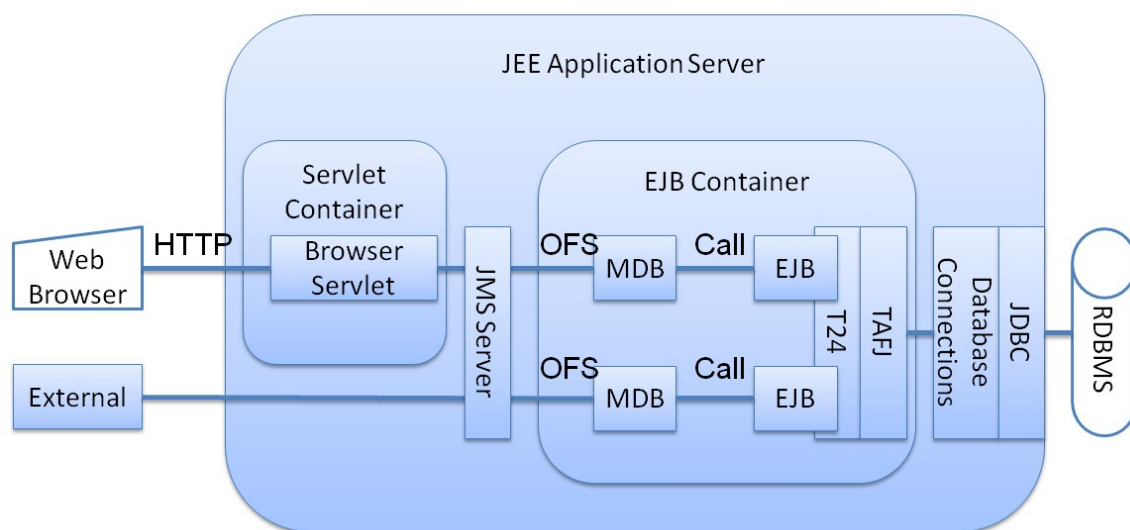 JEE Application Server
Servlet
Container
EJB Container
HTTP
Web
Browser
Browser
Servlet
JMS Server
OFS
MDB
Call
EJB
T24
TAFJ
Database
Connections
JDBC
RDBMS
External
OFS
MDB
Call
EJB